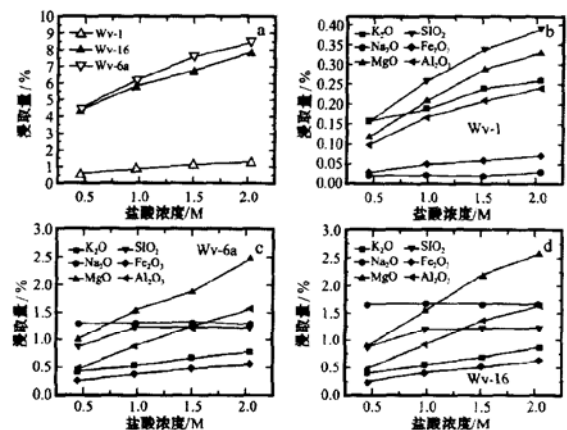 a
Wv-1
Wv-16
Wv-6a
浸取量/%
10
9
8
7
6
5
4
3
2
1
0
0.5 1.0 1.5 2.0
盐酸浓度/M
b
K₂O SIO₂
Na₂O Fe₂O₃
MgO Al₂O₃
Wv-1
浸取量/%
0.40
0.35
0.30
0.25
0.20
0.15
0.10
0.05
0.00
0.5 1.0 1.5 2.0
盐酸浓度/M
Wv-6a c
K₂O SIO₂
Na₂O Fe₂O₃
MgO Al₂O₃
浸取量/%
3.0
2.5
2.0
1.5
1.0
0.5
0.0
0.5 1.0 1.5 2.0
盐酸浓度/M
d
K₂O SIO₂
Na₂O Fe₂O₃
MgO Al₂O₃
Wv-16
浸取量/%
3.0
2.5
2.0
1.5
1.0
0.5
0.0
0.5 1.0 1.5 2.0
盐酸浓度/M